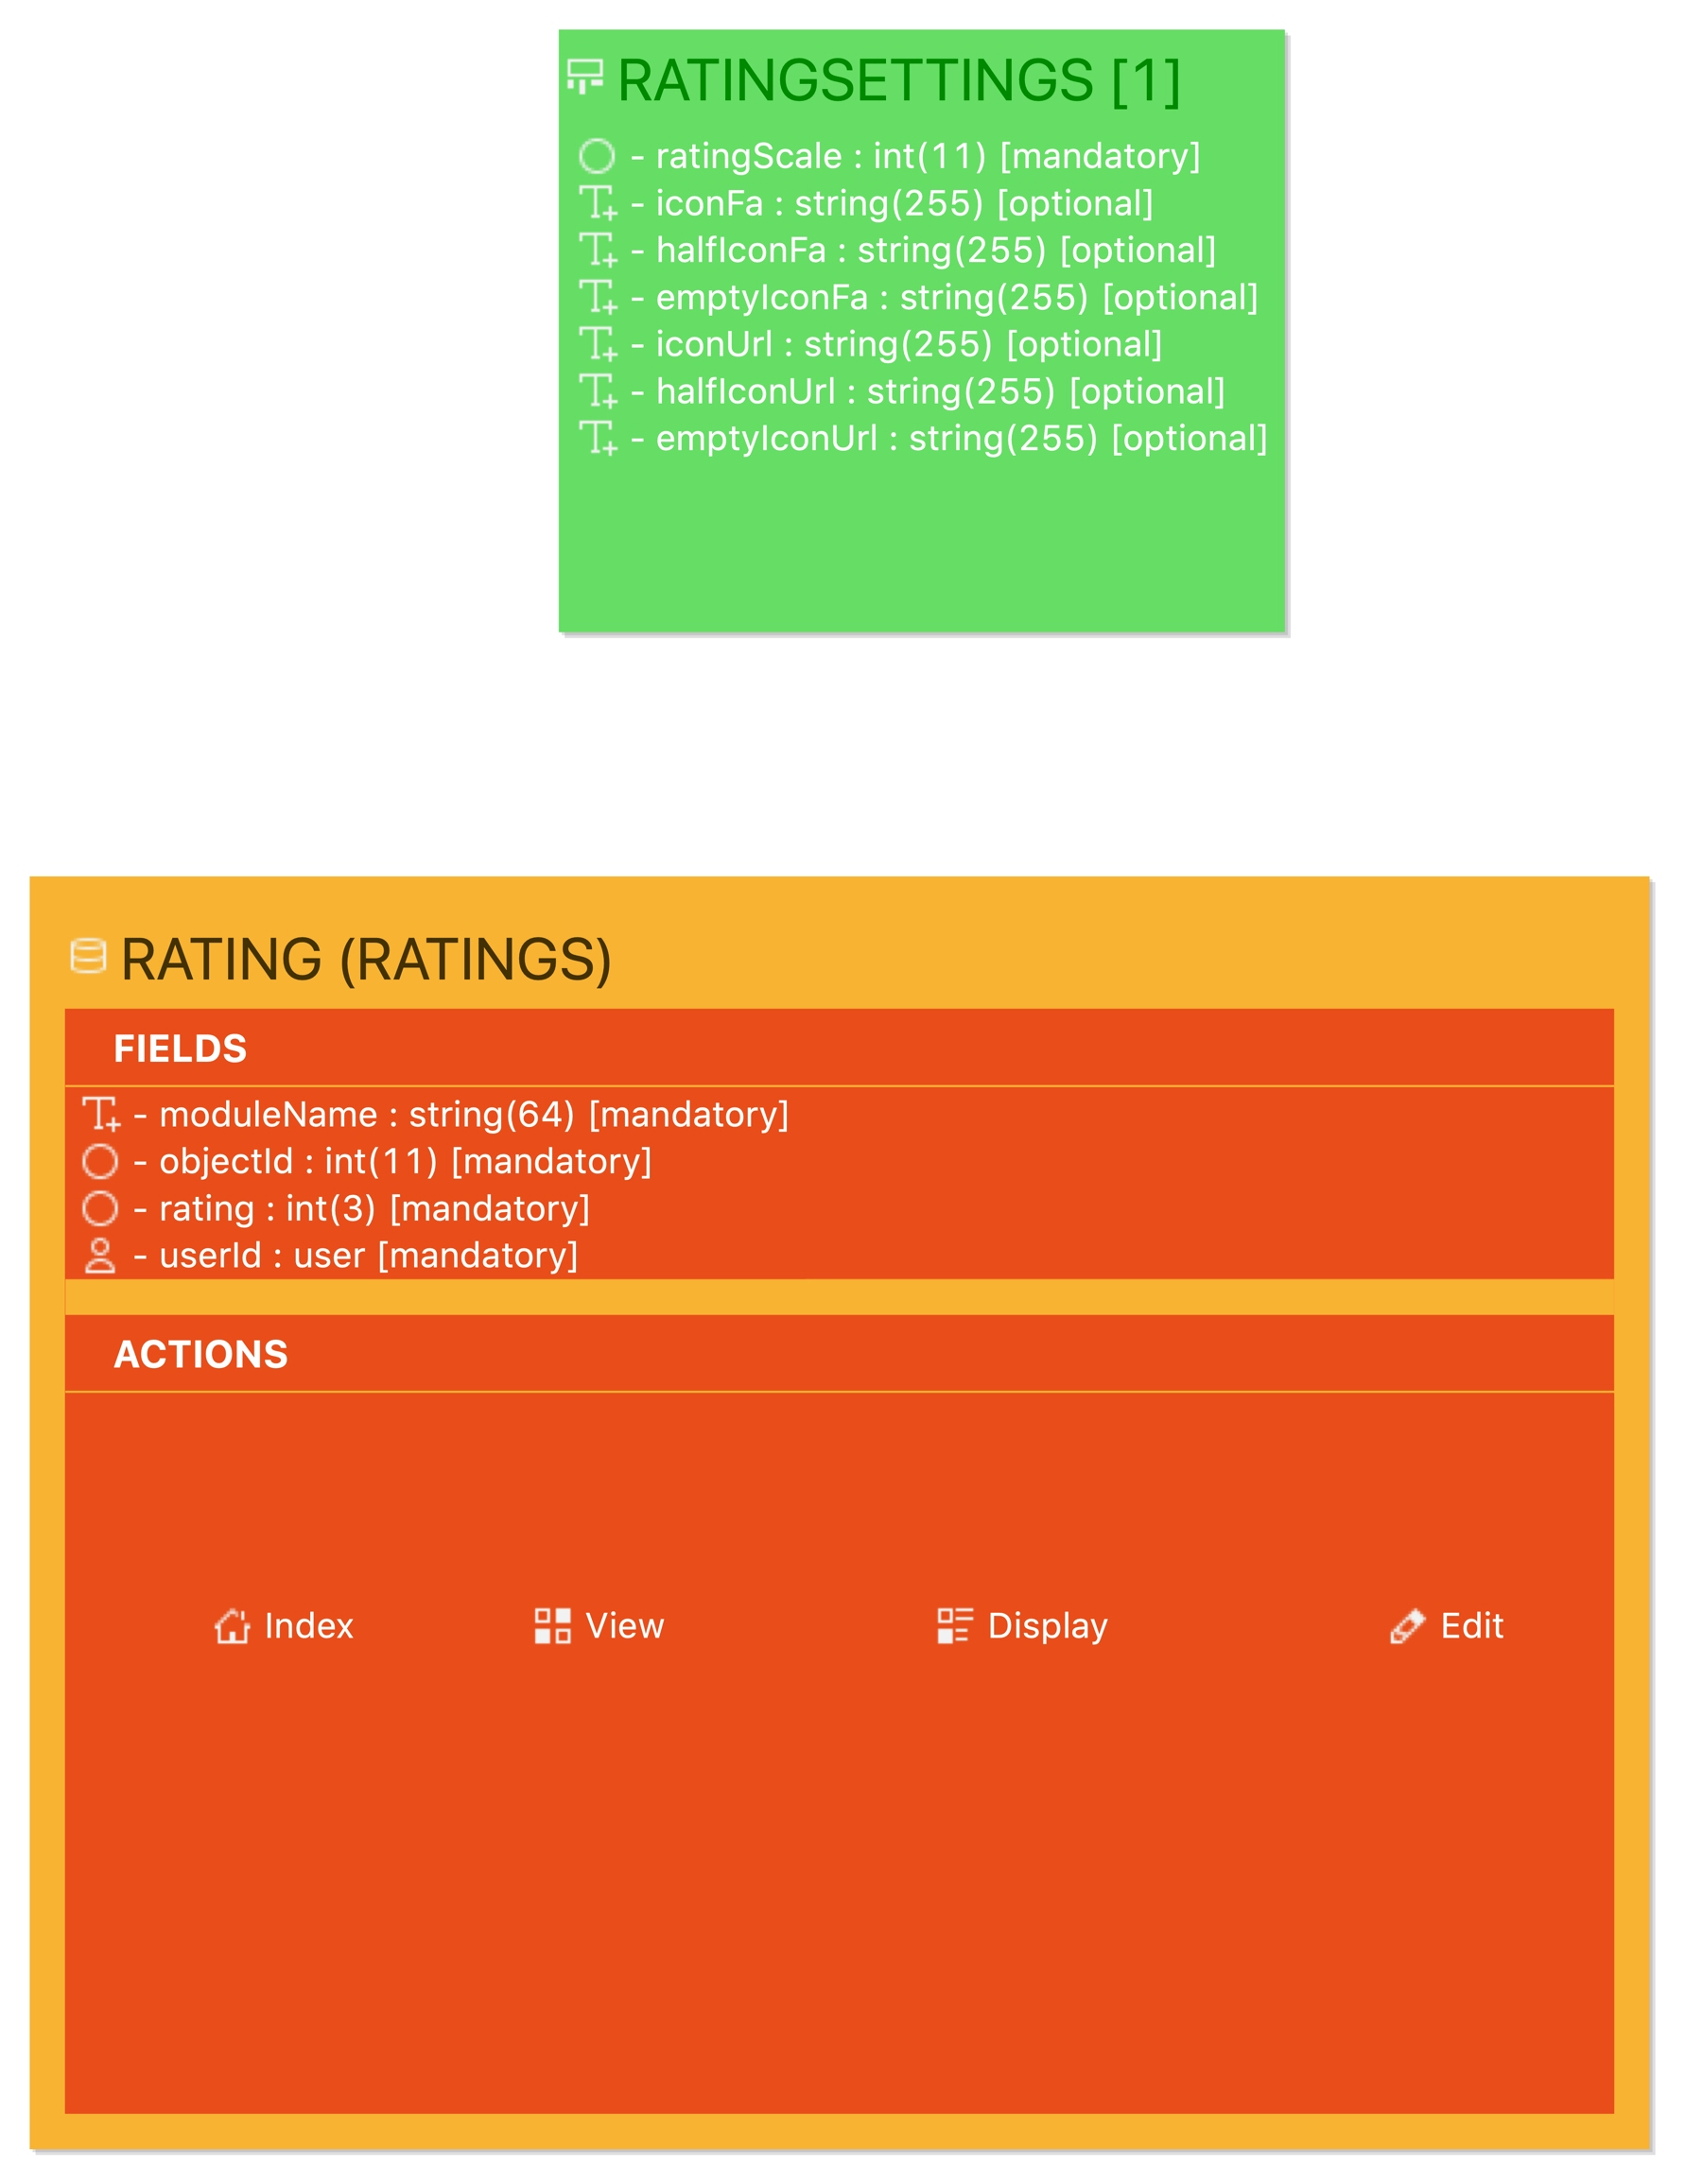 RATINGSETTINGS [1]
- ratingScale : int(11) [mandatory]
- iconFa : string(255) [optional]
- halfIconFa : string(255) [optional]
- emptyIconFa : string(255) [optional]
- iconUrl : string(255) [optional]
- halfIconUrl : string(255) [optional]
- emptyIconUrl : string(255) [optional]
RATING (RATINGS)
FIELDS
- moduleName : string(64) [mandatory]
- objectId : int(11) [mandatory]
- rating : int(3) [mandatory]
- userId : user [mandatory]
ACTIONS
Index View Display Edit